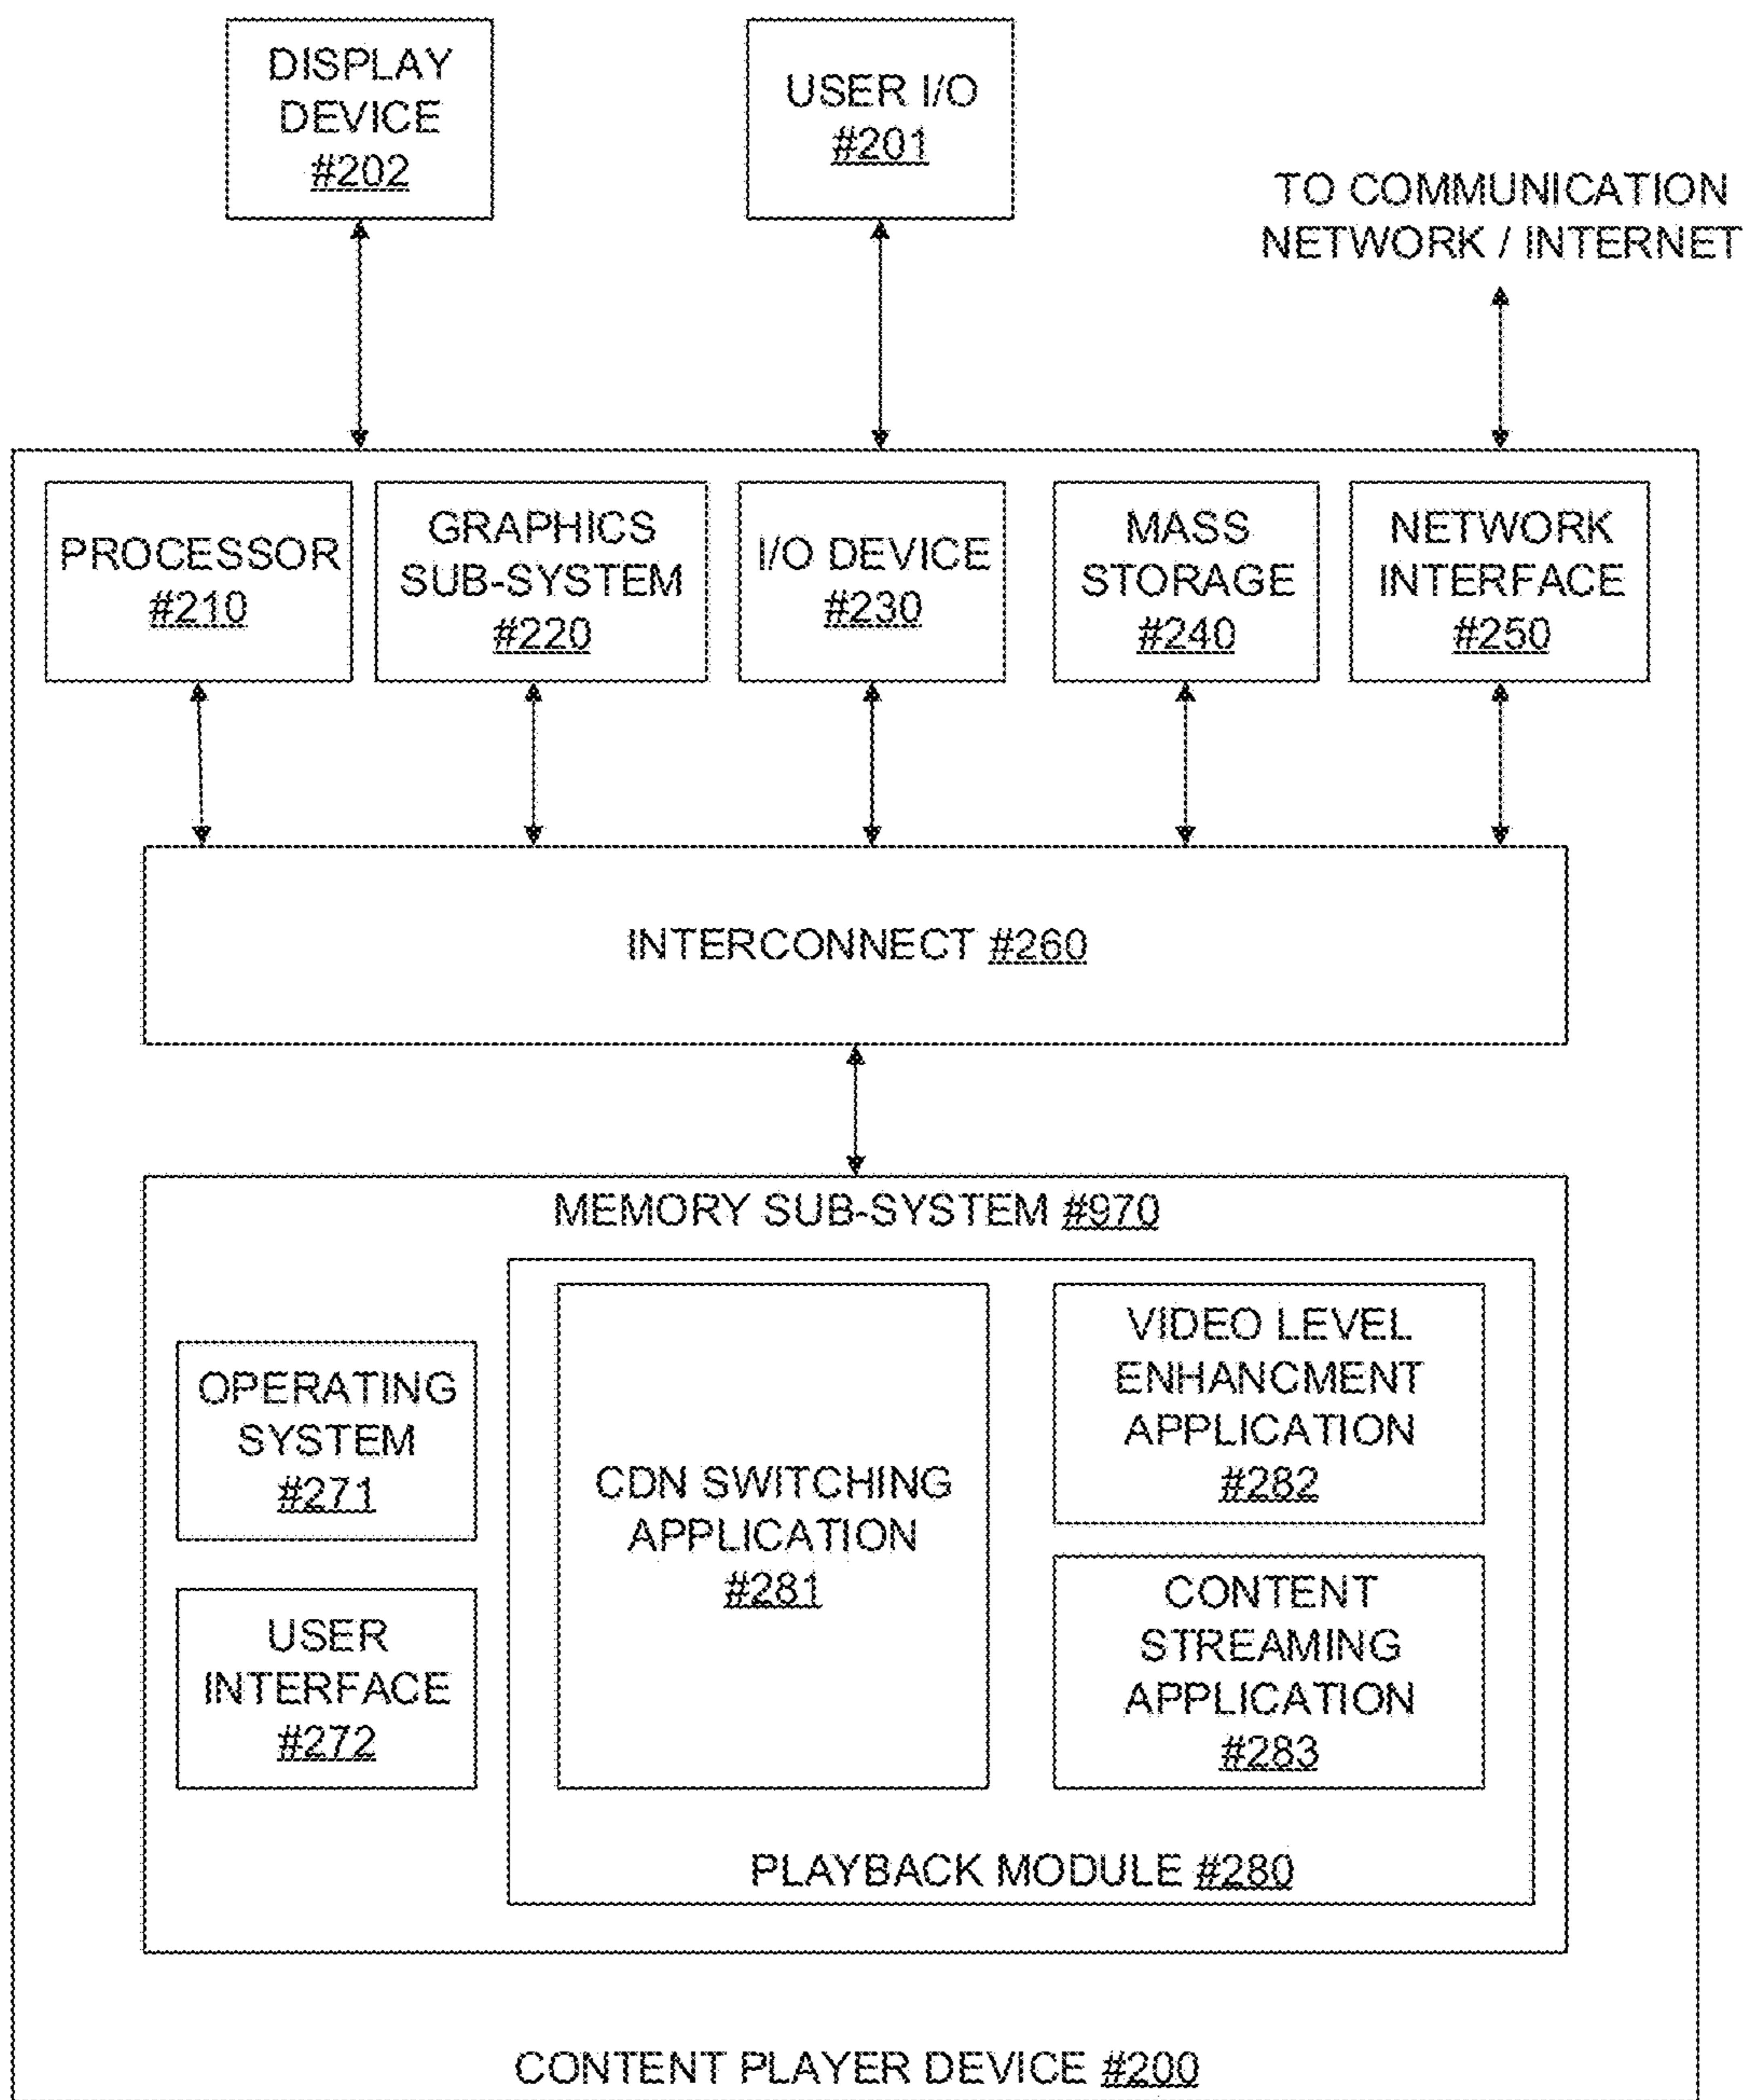 DISPLAY
DEVICE
#202
USER I/O
#201
TO COMMUNICATION
NETWORK / INTERNET
PROCESSOR
#210
GRAPHICS
SUB-SYSTEM
#220
I/O DEVICE
#230
MASS
STORAGE
#240
NETWORK
INTERFACE
#250
INTERCONNECT #260
MEMORY SUB-SYSTEM #970
OPERATING
SYSTEM
#271
USER
INTERFACE
#272
CDN SWITCHING
APPLICATION
#281
VIDEO LEVEL
ENHANCMENT
APPLICATION
#282
CONTENT
STREAMING
APPLICATION
#283
PLAYBACK MODULE #280
CONTENT PLAYER DEVICE #200